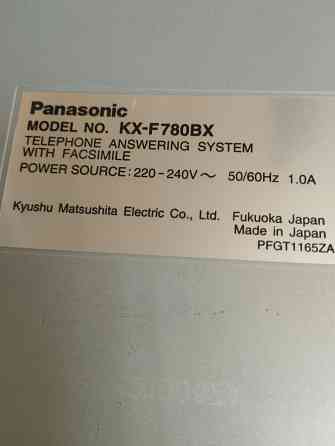 Panasonic
MODEL NO. KX-F780BX
TELEPHONE ANSWERING SYSTEM
WITH FACSIMILE
POWER SOURCE: 220-240V～ 50/60Hz 1.0A
Kyushu Matsushita Electric Co., Ltd. Fukuoka Japan
Made in Japan
PFGT1165ZA